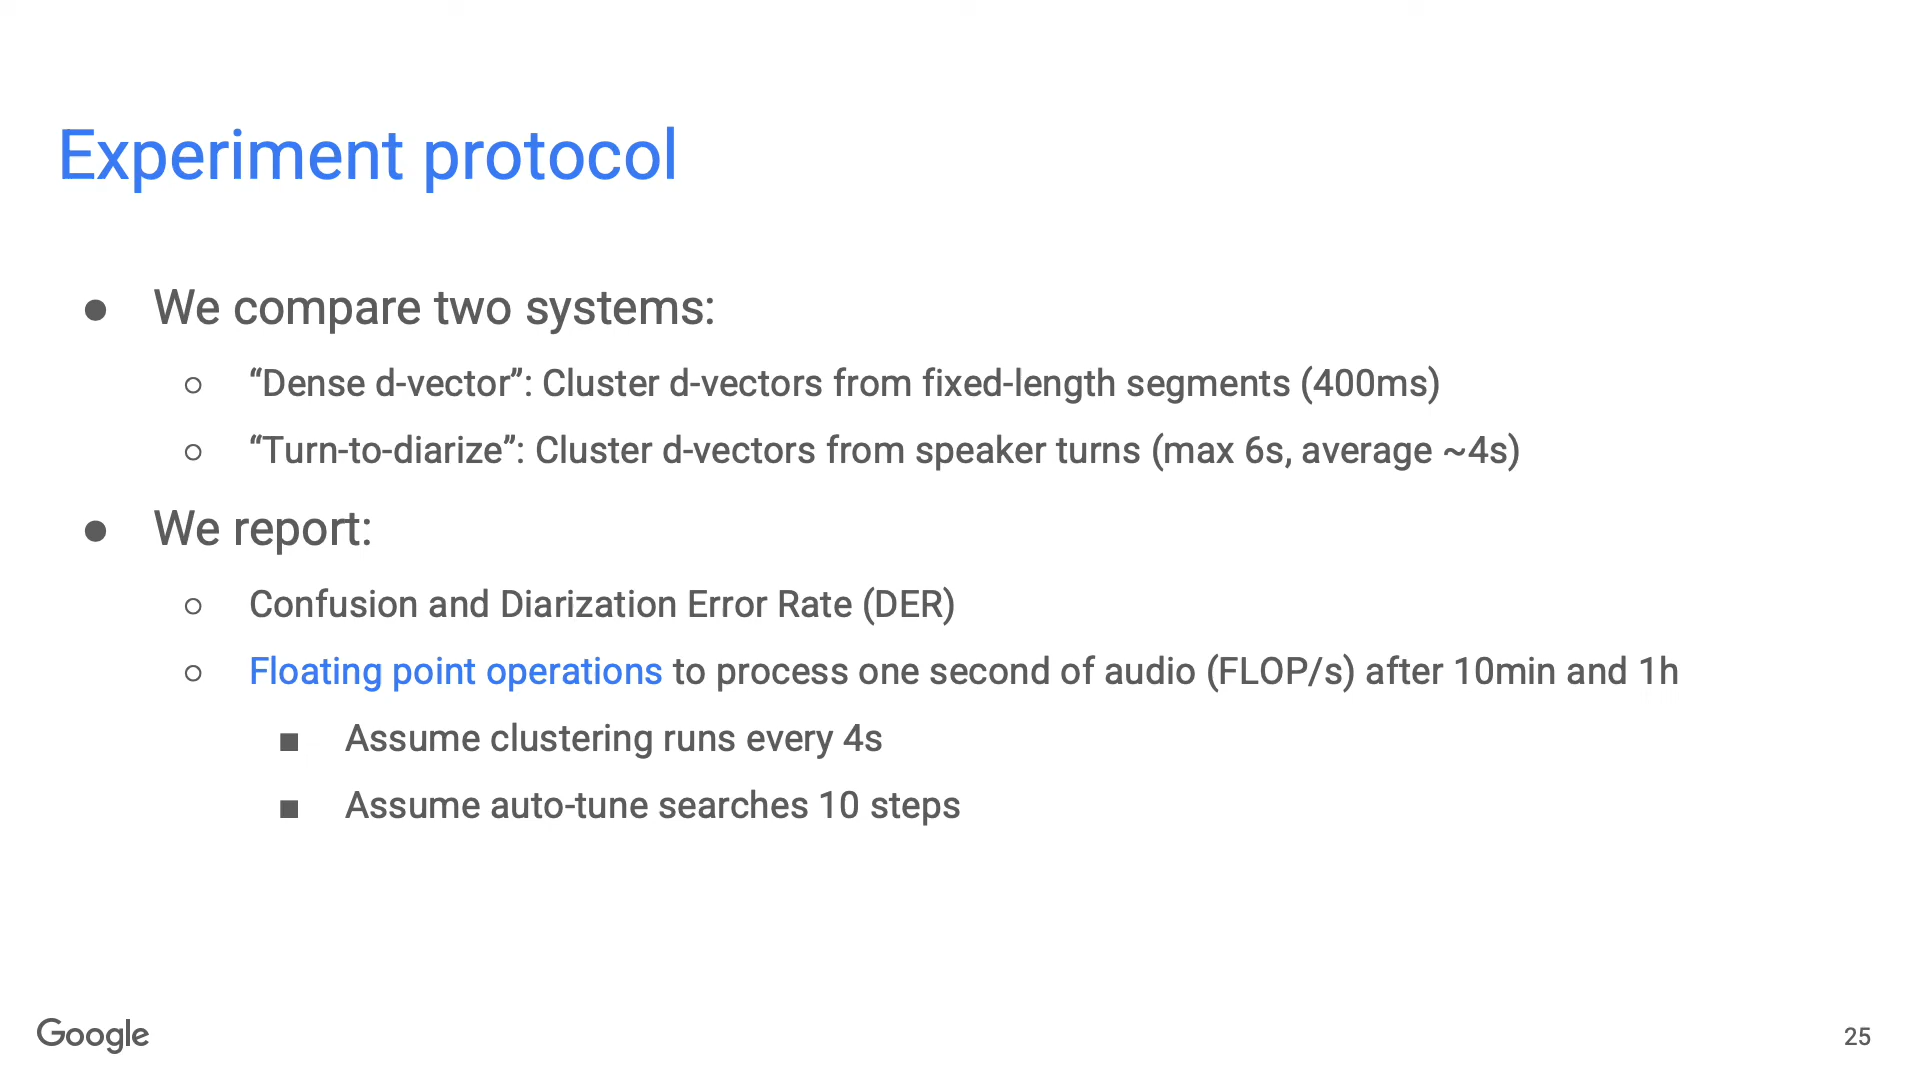 Experiment protocol
● We compare two systems:
○ “Dense d-vector”: Cluster d-vectors from fixed-length segments (400ms)
○ “Turn-to-diarize”: Cluster d-vectors from speaker turns (max 6s, average ~4s)
● We report:
○ Confusion and Diarization Error Rate (DER)
○ Floating point operations to process one second of audio (FLOP/s) after 10min and 1h
■ Assume clustering runs every 4s
■ Assume auto-tune searches 10 steps
Google
25